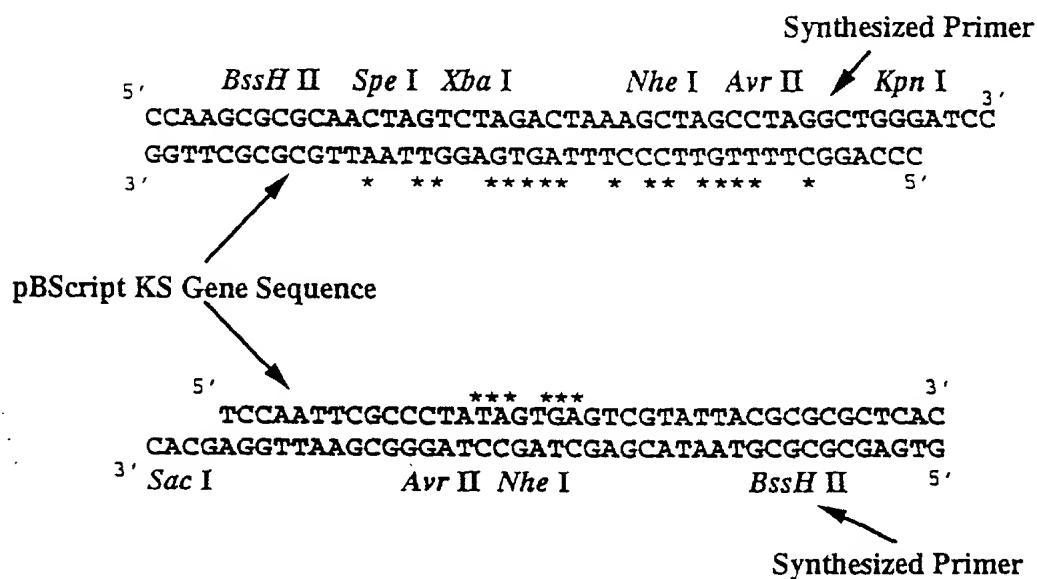 Synthesized Primer
BssH II Spe I Xba I Nhe I Avr II Kpn I
5' 3'
CCAAGCGCGCAACTAGTCTAGACTAAAGCTAGCCTAGGCTGGGATCC
GGTTCGCGCGTTAATTGGAGTGATTTCCCTTGTTTTCGGACCC
3' * ** ***** * ** **** * 5'
pBScript KS Gene Sequence
5' *** *** 3'
TCCAATTCGCCCTATAGTGAGTCGTATTACGCGCGCTCAC
CACGAGGTTAAGCGGGATCCGATCGAGCATAATGCGCGCGAGTG
3' Sac I Avr II Nhe I BssH II 5'
Synthesized Primer